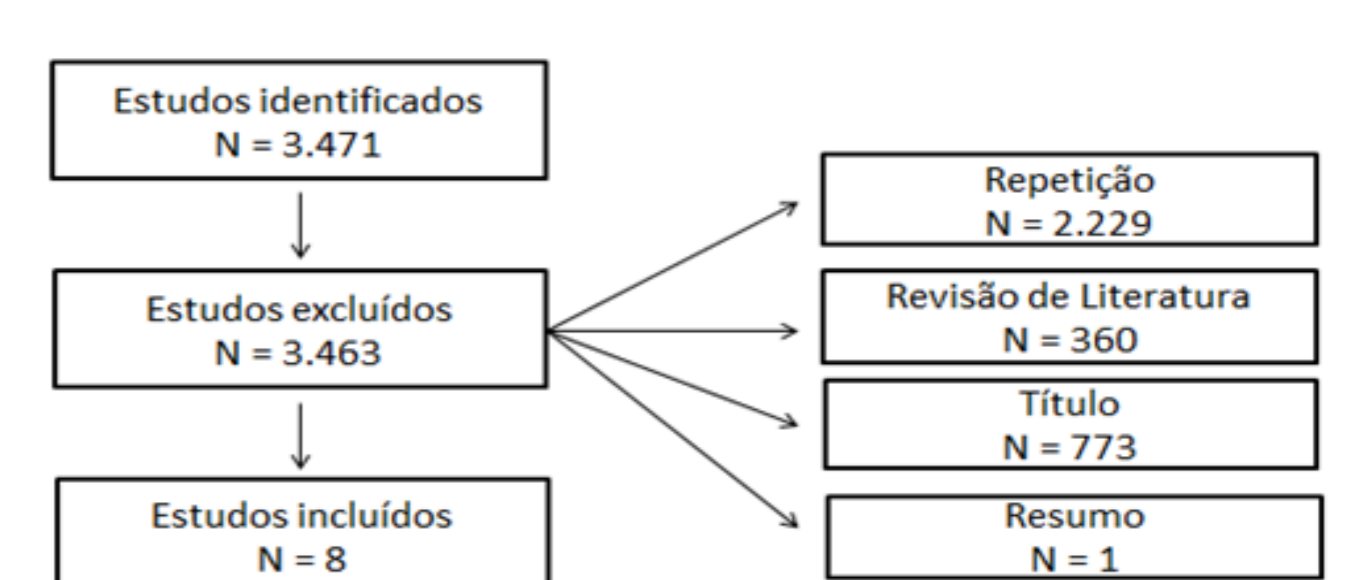 Estudos identificados
N = 3.471
Estudos excluídos
N = 3.463
Estudos incluídos
N = 8
Repetição
N = 2.229
Revisão de Literatura
N = 360
Título
N = 773
Resumo
N = 1